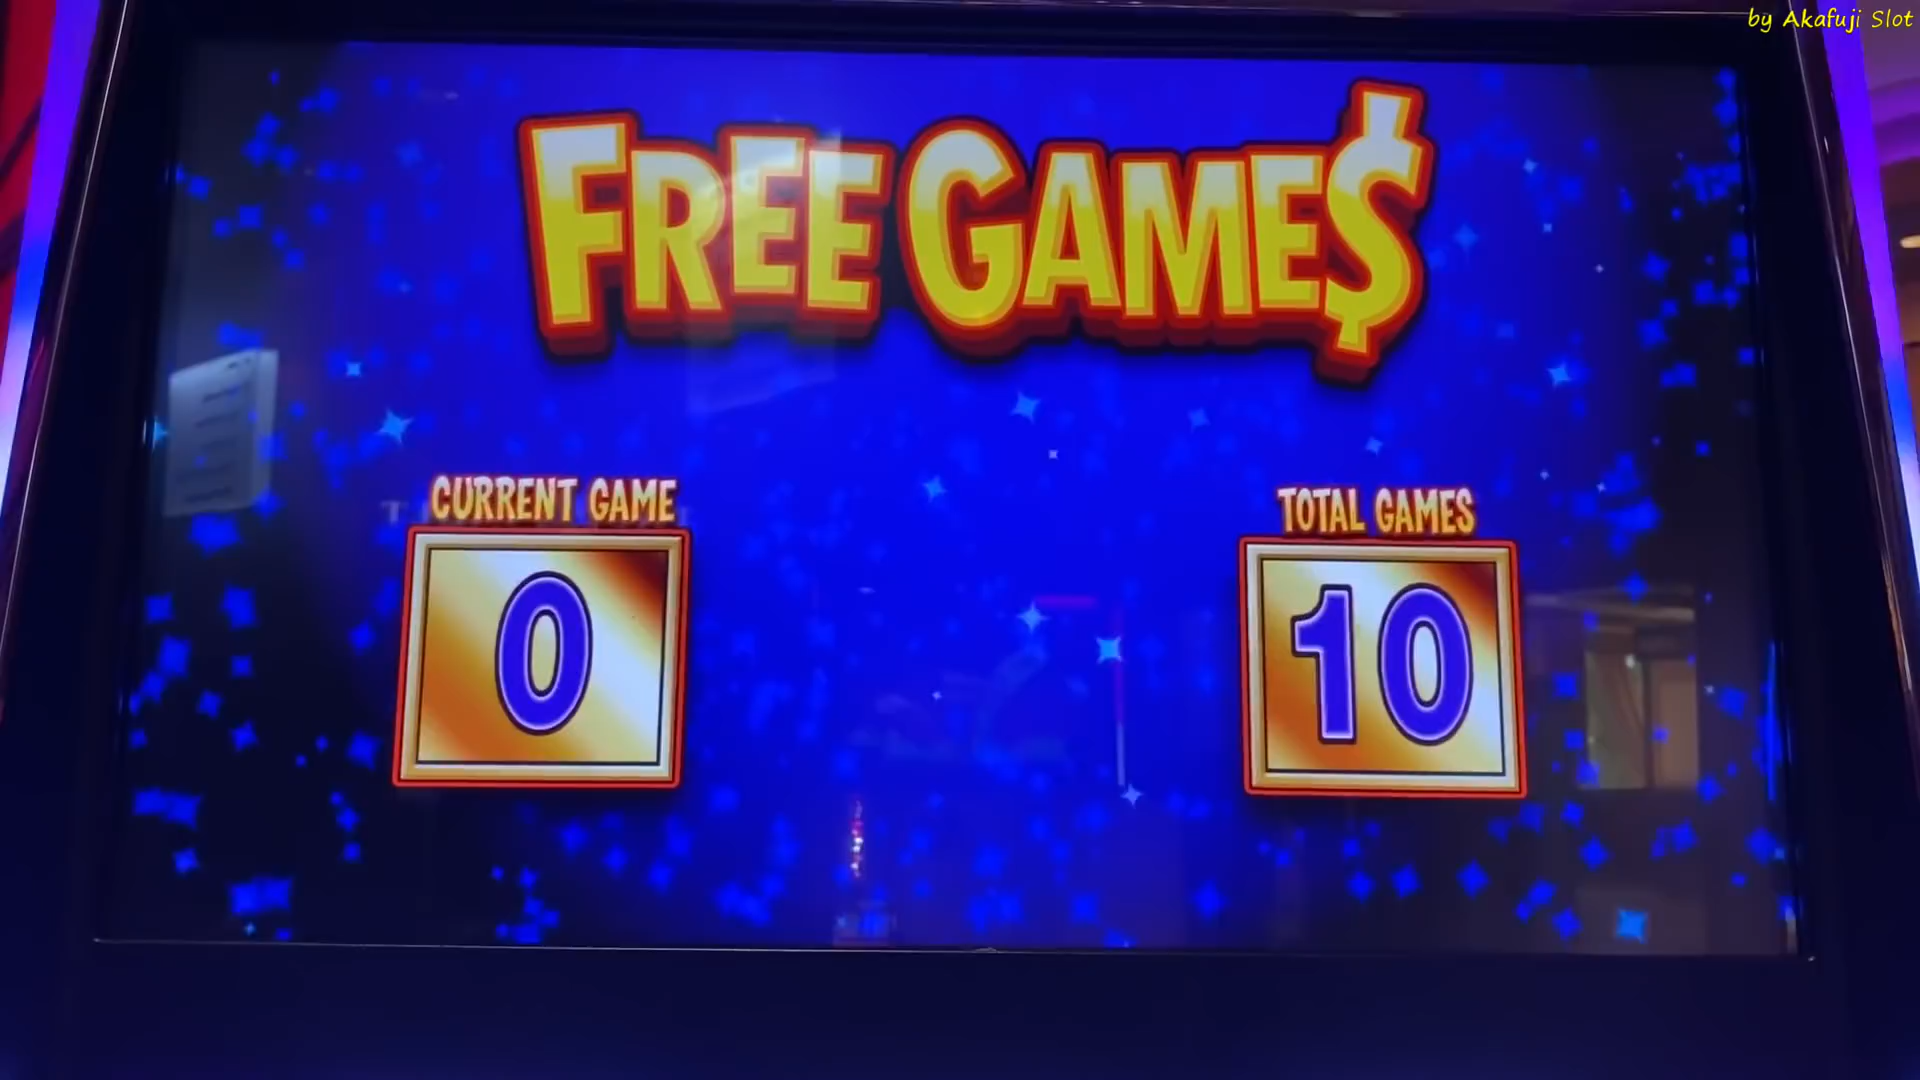 by Akafuji Slot
FREE GAME$
CURRENT GAME
TOTAL GAMES
0
10